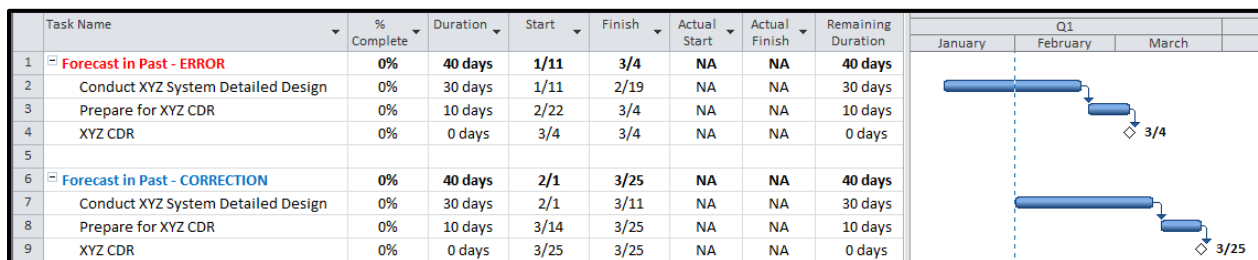 Task Name % Complete Duration Start Finish Actual Start Actual Finish Remaining Duration Q1
January February March
1 Forecast in Past - ERROR 0% 40 days 1/11 3/4 NA NA 40 days
2 Conduct XYZ System Detailed Design 0% 30 days 1/11 2/19 NA NA 30 days
3 Prepare for XYZ CDR 0% 10 days 2/22 3/4 NA NA 10 days
4 XYZ CDR 0% 0 days 3/4 3/4 NA NA 0 days 3/4
5
6 Forecast in Past - CORRECTION 0% 40 days 2/1 3/25 NA NA 40 days
7 Conduct XYZ System Detailed Design 0% 30 days 2/1 3/11 NA NA 30 days
8 Prepare for XYZ CDR 0% 10 days 3/14 3/25 NA NA 10 days
9 XYZ CDR 0% 0 days 3/25 3/25 NA NA 0 days 3/25